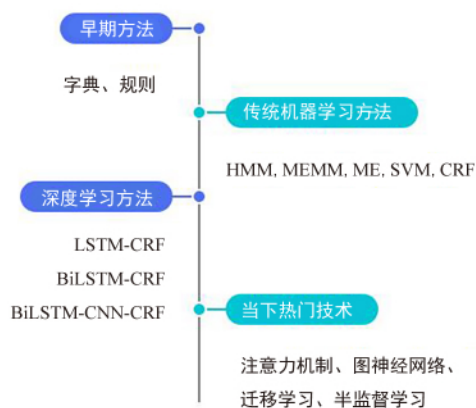 早期方法
字典、规则
传统机器学习方法
HMM, MEMM, ME, SVM, CRF
深度学习方法
LSTM-CRF
BiLSTM-CRF
BiLSTM-CNN-CRF
当下热门技术
注意力机制、图神经网络、
迁移学习、半监督学习